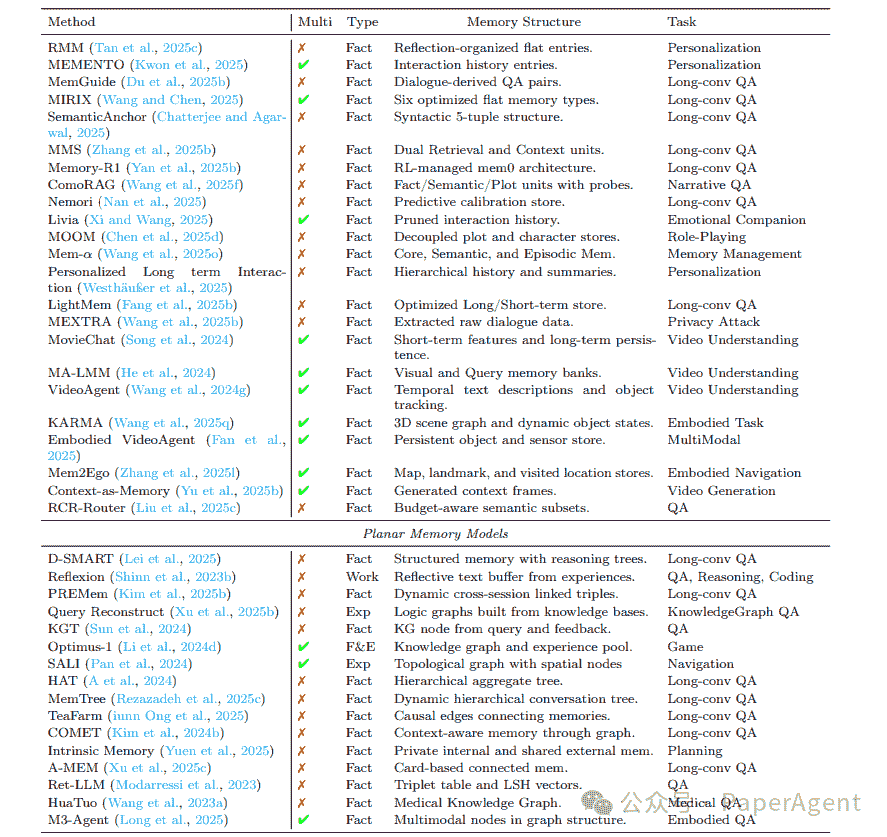 Method Multi Type Memory Structure Task
RMM (Tan et al., 2025c) ✗ Fact Reflection-organized flat entries. Personalization
MEMENTO (Kwon et al., 2025) ✔ Fact Interaction history entries. Personalization
MemGuide (Du et al., 2025b) ✗ Fact Dialogue-derived QA pairs. Long-conv QA
MIRIX (Wang and Chen, 2025) ✔ Fact Six optimized flat memory types. Long-conv QA
SemanticAnchor (Chatterjee and Agar- ✗ Fact Syntactic 5-tuple structure. Long-conv QA
wal, 2025)
MMS (Zhang et al., 2025b) ✗ Fact Dual Retrieval and Context units. Long-conv QA
Memory-R1 (Yan et al., 2025b) ✗ Fact RL-managed mem0 architecture. Long-conv QA
ComoRAG (Wang et al., 2025f) ✗ Fact Fact/Semantic/Plot units with probes. Narrative QA
Nemori (Nan et al., 2025) ✗ Fact Predictive calibration store. Long-conv QA
Livia (Xi and Wang, 2025) ✔ Fact Pruned interaction history. Emotional Companion
MOOM (Chen et al., 2025d) ✗ Fact Decoupled plot and character stores. Role-Playing
Mem-α (Wang et al., 2025o) ✗ Fact Core, Semantic, and Episodic Mem. Memory Management
Personalized Long term Interac- ✗ Fact Hierarchical history and summaries. Personalization
tion (Westhäußer et al., 2025)
LightMem (Fang et al., 2025b) ✗ Fact Optimized Long/Short-term store. Long-conv QA
MEXTRA (Wang et al., 2025b) ✗ Fact Extracted raw dialogue data. Privacy Attack
MovieChat (Song et al., 2024) ✔ Fact Short-term features and long-term persis- Video Understanding
tence.
MA-LMM (He et al., 2024) ✔ Fact Visual and Query memory banks. Video Understanding
VideoAgent (Wang et al., 2024g) ✔ Fact Temporal text descriptions and object Video Understanding
tracking.
KARMA (Wang et al., 2025q) ✔ Fact 3D scene graph and dynamic object states. Embodied Task
Embodied VideoAgent (Fan et al., ✔ Fact Persistent object and sensor store. MultiModal
2025)
Mem2Ego (Zhang et al., 2025l) ✔ Fact Map, landmark, and visited location stores. Embodied Navigation
Context-as-Memory (Yu et al., 2025b) ✔ Fact Generated context frames. Video Generation
RCR-Router (Liu et al., 2025c) ✗ Fact Budget-aware semantic subsets. QA
Planar Memory Models
D-SMART (Lei et al., 2025) ✗ Fact Structured memory with reasoning trees. Long-conv QA
Reflexion (Shinn et al., 2023b) ✗ Work Reflective text buffer from experiences. QA, Reasoning, Coding
PREMem (Kim et al., 2025b) ✗ Fact Dynamic cross-session linked triples. Long-conv QA
Query Reconstruct (Xu et al., 2025b) ✗ Exp Logic graphs built from knowledge bases. KnowledgeGraph QA
KGT (Sun et al., 2024) ✗ Fact KG node from query and feedback. QA
Optimus-1 (Li et al., 2024d) ✔ F&E Knowledge graph and experience pool. Game
SALI (Pan et al., 2024) ✔ Exp Topological graph with spatial nodes Navigation
HAT (A et al., 2024) ✗ Fact Hierarchical aggregate tree. Long-conv QA
MemTree (Rezazadeh et al., 2025c) ✗ Fact Dynamic hierarchical conversation tree. Long-conv QA
TeaFarm (iunn Ong et al., 2025) ✗ Fact Causal edges connecting memories. Long-conv QA
COMET (Kim et al., 2024b) ✗ Fact Context-aware memory through graph. Long-conv QA
Intrinsic Memory (Yuen et al., 2025) ✗ Fact Private internal and shared external mem. Planning
A-MEM (Xu et al., 2025c) ✗ Fact Card-based connected mem. Long-conv QA
Ret-LLM (Modarressi et al., 2023) ✗ Fact Triplet table and LSH vectors. QA
HuaTuo (Wang et al., 2023a) ✗ Fact Medical Knowledge Graph. Medical QA
M3-Agent (Long et al., 2025) ✔ Fact Multimodal nodes in graph structure. Embodied QA
公众号 · PaperAgent